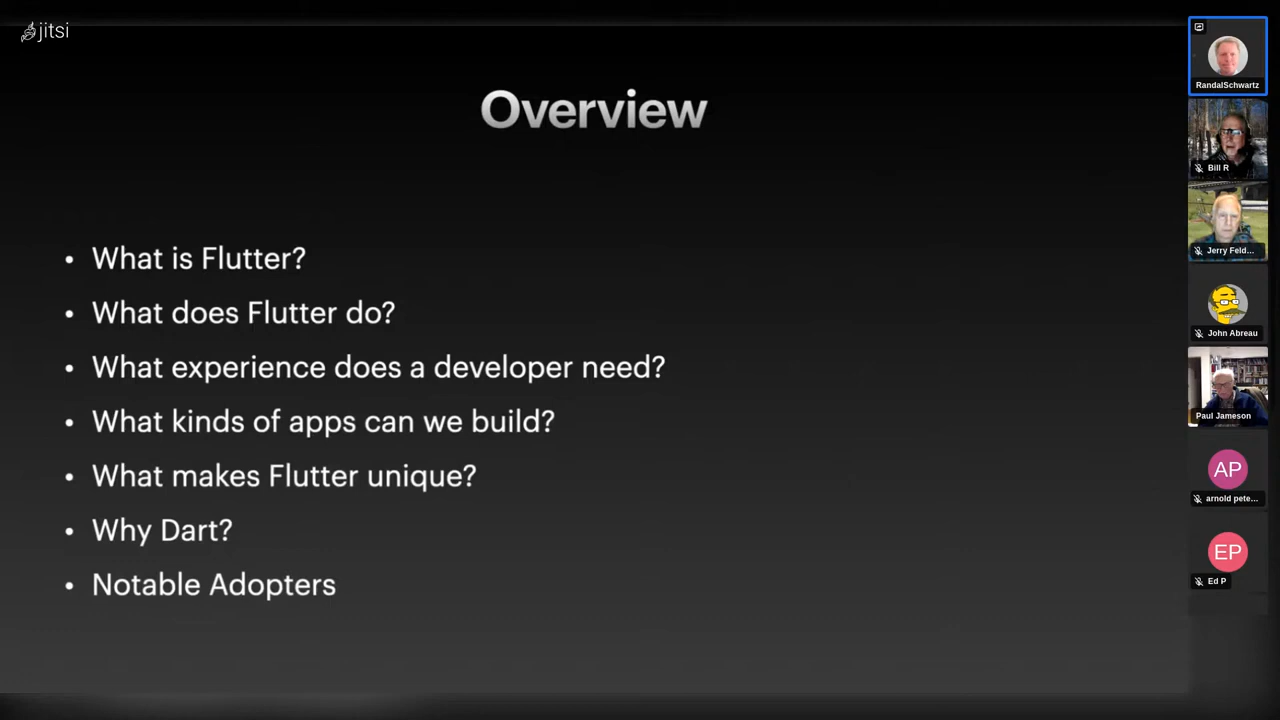 jitsi
Overview
• What is Flutter?
• What does Flutter do?
• What experience does a developer need?
• What kinds of apps can we build?
• What makes Flutter unique?
• Why Dart?
• Notable Adopters
RandalSchwartz
Bill R
Jerry Feld...
John Abreau
Paul Jameson
AP
arnold pete...
EP
Ed P